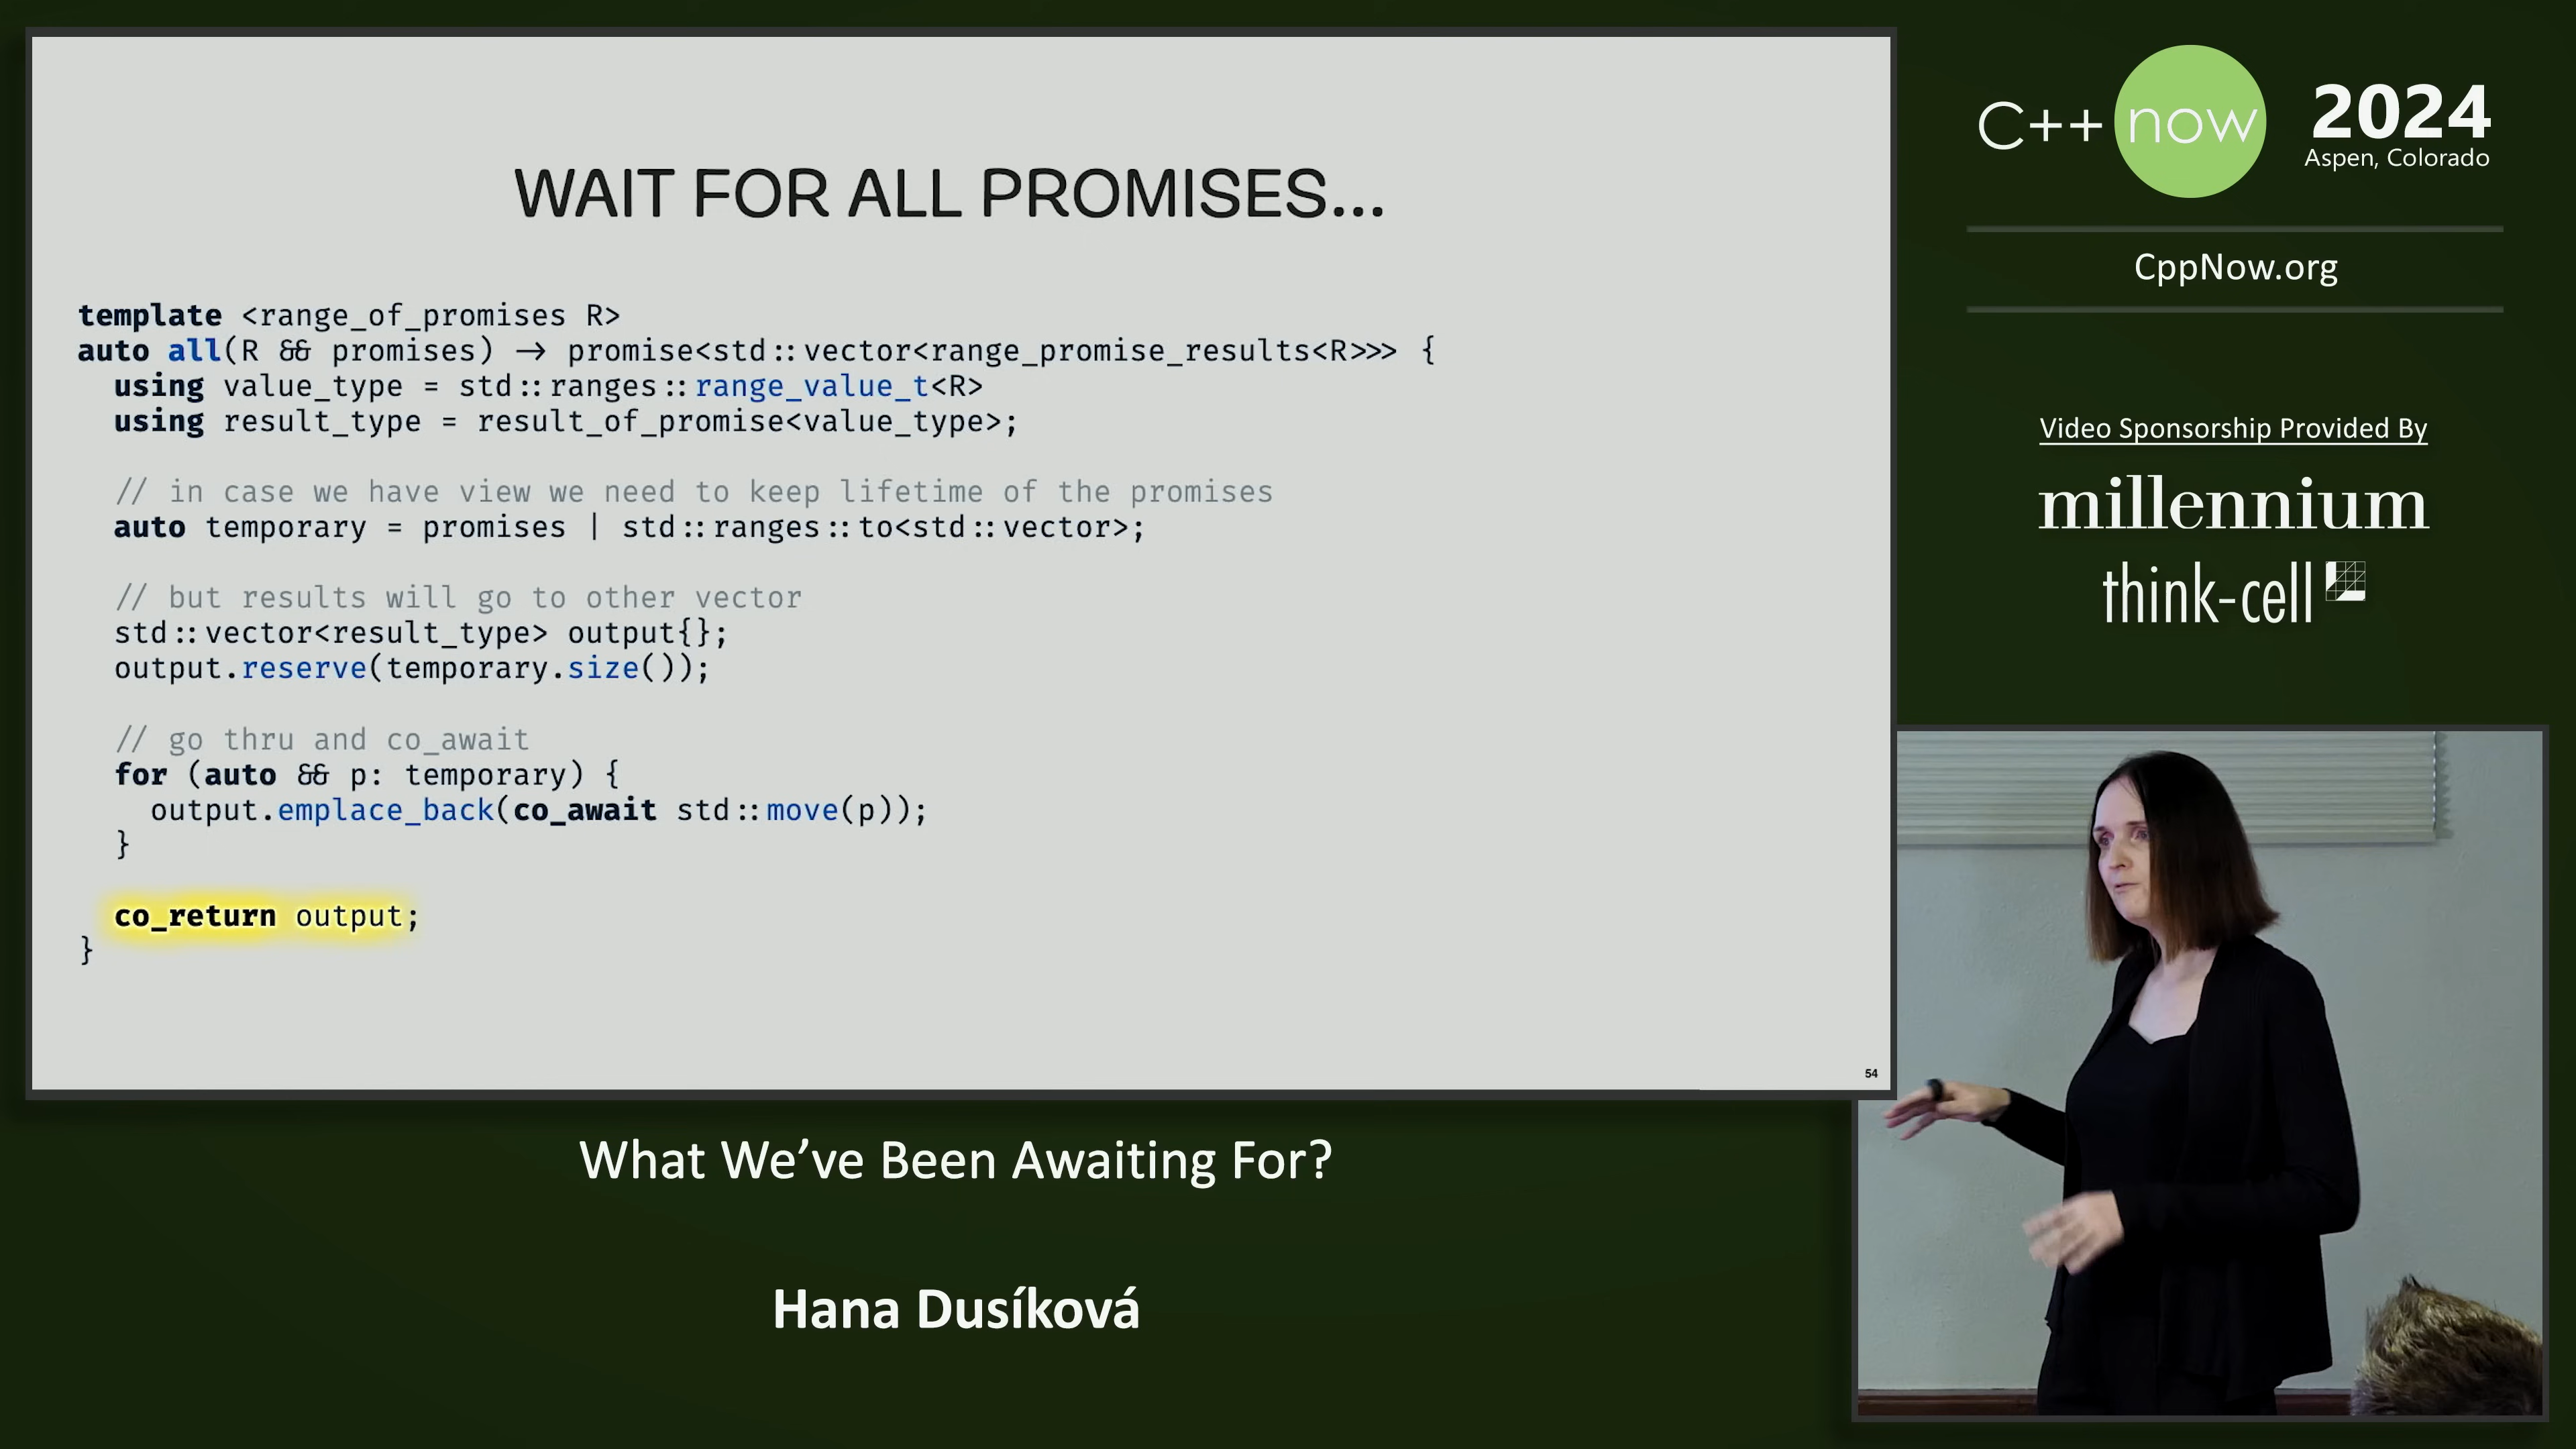 WAIT FOR ALL PROMISES...
template <range_of_promises R>
auto all(R && promises) → promise<std::vector<range_promise_results<R>>> {
using value_type = std::ranges::range_value_t<R>
using result_type = result_of_promise<value_type>;
// in case we have view we need to keep lifetime of the promises
auto temporary = promises | std::ranges::to<std::vector>;
// but results will go to other vector
std::vector<result_type> output{};
output.reserve(temporary.size());
// go thru and co_await
for (auto && p: temporary) {
output.emplace_back(co_await std::move(p));
}
co_return output;
}
54
What We've Been Awaiting For?
Hana Dusíková
C++ now
2024
Aspen, Colorado
CppNow.org
Video Sponsorship Provided By
millennium
think-cell